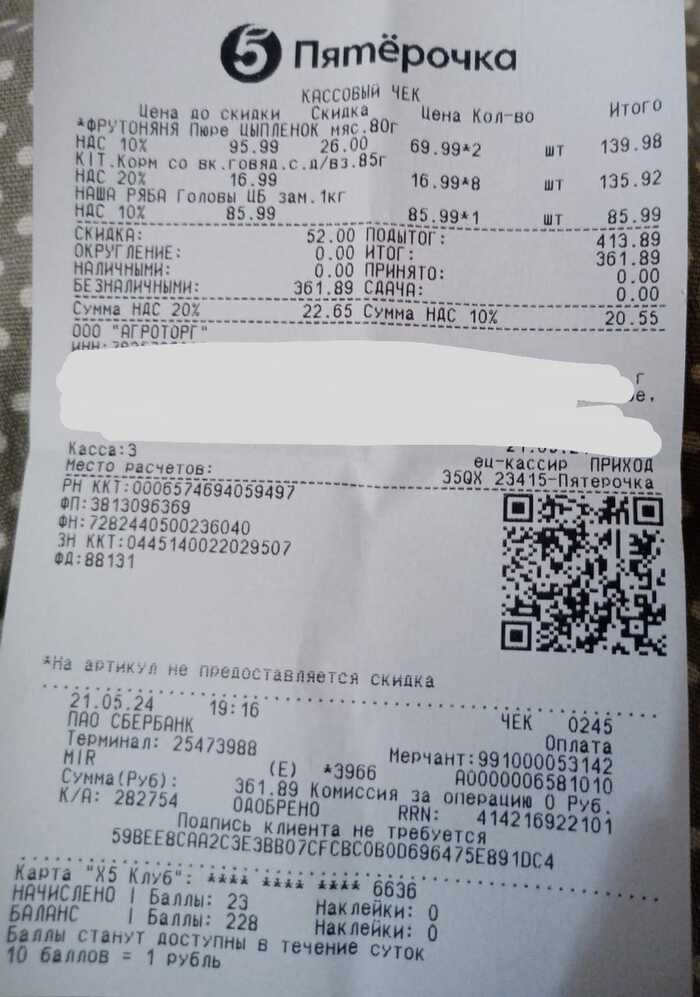 5 Пятёрочка
КАССОВЫЙ ЧЕК
Цена до скидки Скидка Цена Кол-во Итого
*ФРУТОНЯНЯ Пюре ЦЫПЛЕНОК мяс.80г
НДС 10% 95.99 26.00 69.99*2 шт 139.98
KIT.Корм со вк.говяд.с.д/вз.85г
НДС 20% 16.99 16.99*8 шт 135.92
НАША РЯБА Головы ЦБ зам.1кг
НДС 10% 85.99 85.99*1 шт 85.99
СКИДКА: 52.00 ПОДЫТОГ: 413.89
ОКРУГЛЕНИЕ: 0.00 ИТОГ: 361.89
НАЛИЧНЫМИ: 0.00 ПРИНЯТО: 0.00
БЕЗНАЛИЧНЫМИ: 361.89 СДАЧА: 0.00
Сумма НДС 20% 22.65 Сумма НДС 10% 20.55
ООО "АГРОТОРГ"
ИНН:
г
Касса:3
ец-кассир ПРИХОД
Место расчетов: 35QX 23415-Пятерочка
РН ККТ:0006574694059497
ФП:3813096369
ФН:7282440500236040
ЗН ККТ:0445140022029507
ФД:88131
*На артикул не предоставляется скидка
21.05.24 19:16 ЧЕК 0245
ПАО СБЕРБАНК Оплата
Терминал: 25473988 Мерчант:991000053142
MIR (E) *3966 A0000006581010
Сумма(Руб): 361.89 Комиссия за операцию 0 Руб.
К/А: 282754 ОДОБРЕНО RRN: 414216922101
Подпись клиента не требуется
59BEE8CAA2C3E3BB07CFCBC0B0D696475E891DC4
Карта "X5 Клуб": **** **** **** 6636
НАЧИСЛЕНО | Баллы: 23 Наклейки: 0
БАЛАНС | Баллы: 228 Наклейки: 0
Баллы станут доступны в течение суток
10 баллов = 1 рубль